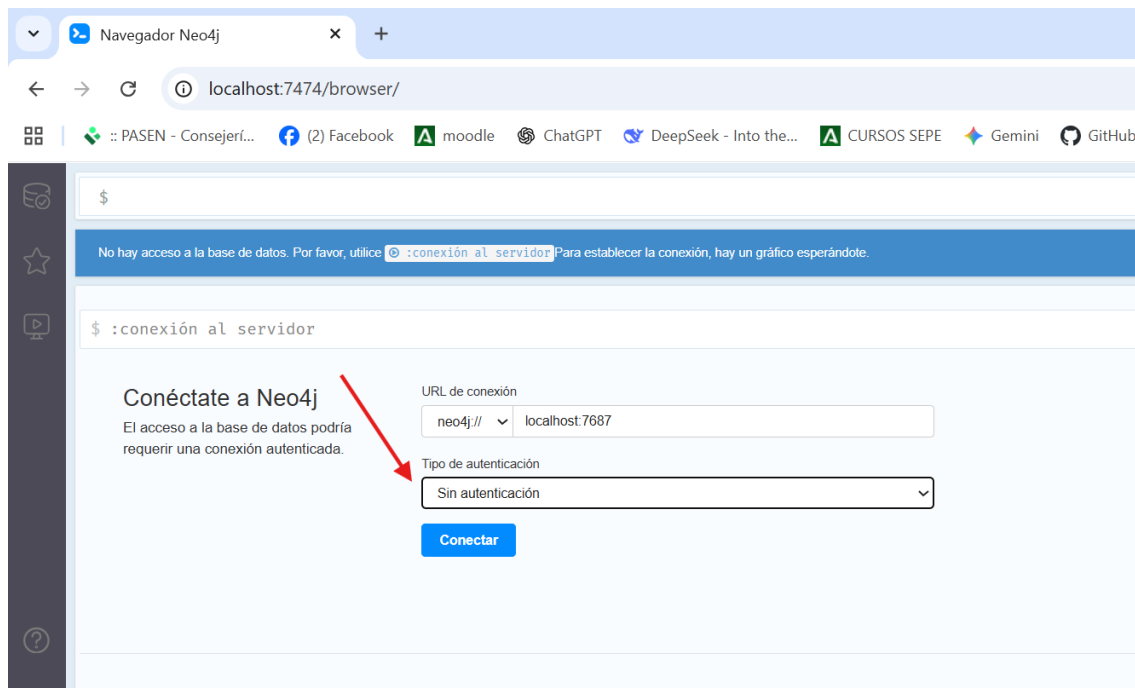 Navegador Neo4j
localhost:7474/browser/
:: PASEN - Consejerí... (2) Facebook moodle ChatGPT DeepSeek - Into the... CURSOS SEPE Gemini GitHub
$
No hay acceso a la base de datos. Por favor, utilice :conexión al servidor Para establecer la conexión, hay un gráfico esperándote.
$ :conexión al servidor
Conéctate a Neo4j
El acceso a la base de datos podría
requerir una conexión autenticada.
URL de conexión
neo4j:// localhost:7687
Tipo de autenticación
Sin autenticación
Conectar